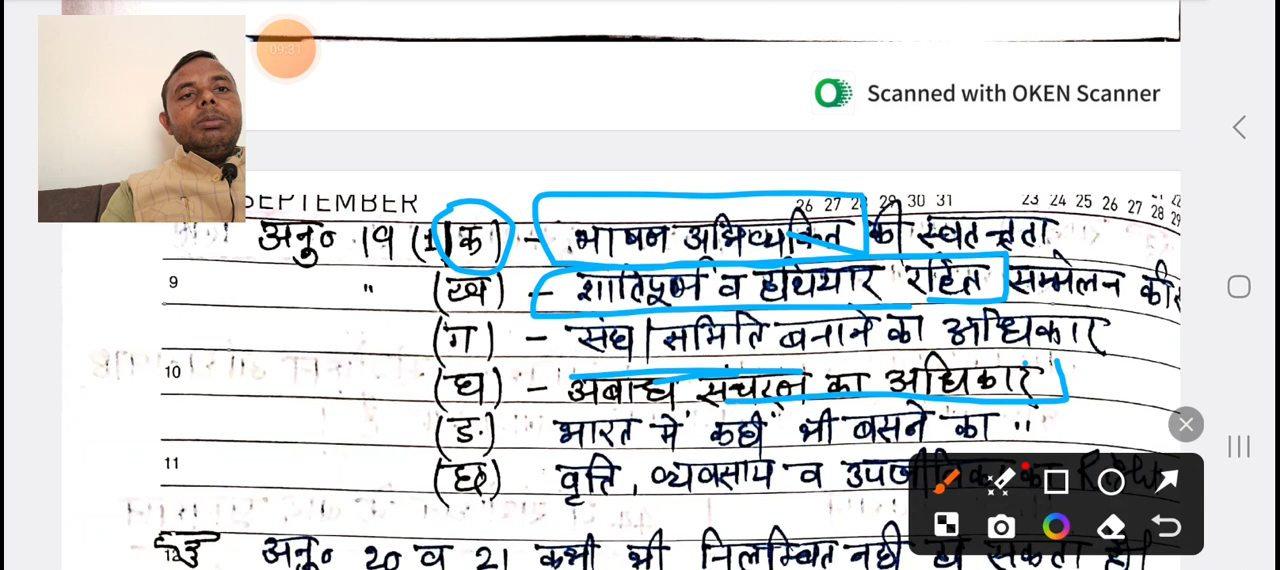 09:31
Scanned with OKEN Scanner
SEPTEMBER 26 27 28 29 30 31 23 24 25 26 27 28
अनु० 19 (1)(क) - भाषण अभिव्यक्ति की स्वतन्त्रता
9 " (ख) - शांतिपूर्ण व हथियार रहित सम्मेलन की
(ग) - संघ/समिति बनाने का अधिकार
10 (घ) - अबाध संचरण का अधिकार
(ङ) भारत में कहीं भी बसने का "
11 (छ) वृत्ति, व्यवसाय व
अनु० 20 व 21 कभी भी निलम्बित नही हो सकता है।